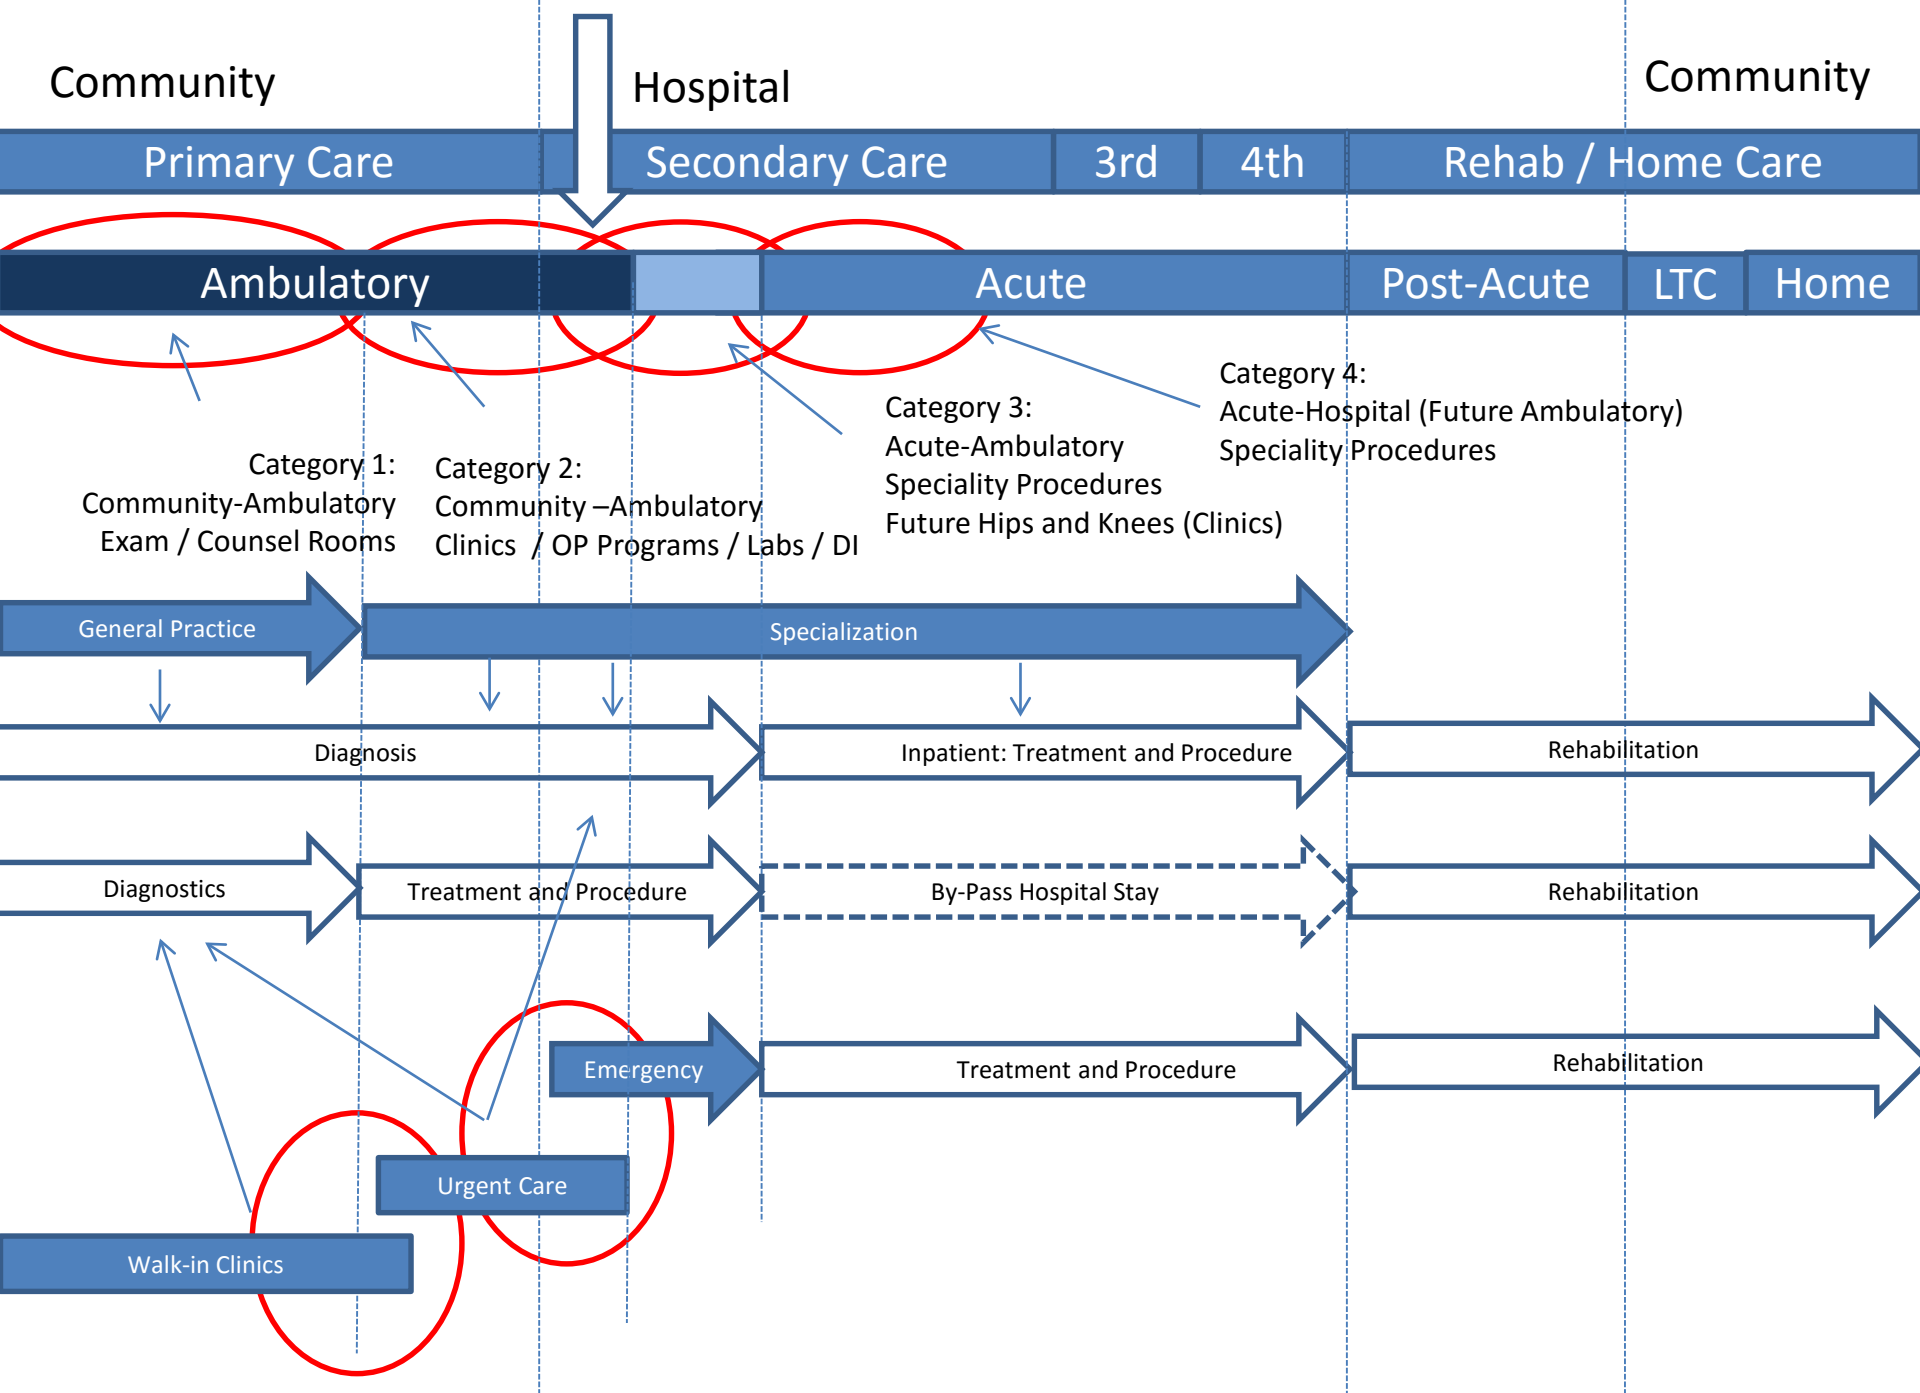 Community
Hospital
Community
Primary Care
Secondary Care
3rd
4th
Rehab / Home Care
Ambulatory
Acute
Post-Acute
LTC
Home
Category 1:
Community-Ambulatory
Exam / Counsel Rooms
Category 2:
Community –Ambulatory
Clinics / OP Programs / Labs / DI
Category 3:
Acute-Ambulatory
Speciality Procedures
Future Hips and Knees (Clinics)
Category 4:
Acute-Hospital (Future Ambulatory)
Speciality Procedures
General Practice
Specialization
Diagnosis
Inpatient: Treatment and Procedure
Rehabilitation
Diagnostics
Treatment and Procedure
By-Pass Hospital Stay
Rehabilitation
Emergency
Treatment and Procedure
Rehabilitation
Urgent Care
Walk-in Clinics